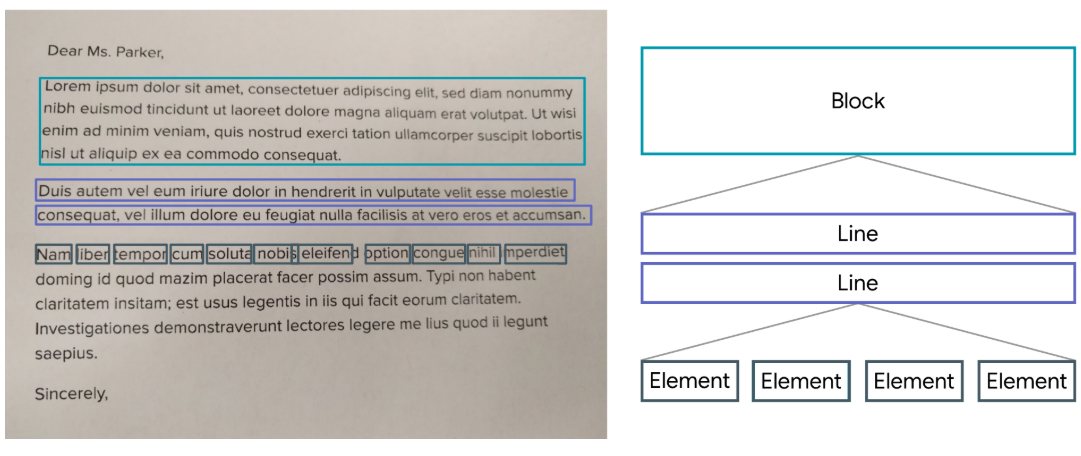 Dear Ms. Parker,
Lorem ipsum dolor sit amet, consectetuer adipiscing elit, sed diam nonummy
nibh euismod tincidunt ut laoreet dolore magna aliquam erat volutpat. Ut wisi
enim ad minim veniam, quis nostrud exerci tation ullamcorper suscipit lobortis
nisl ut aliquip ex ea commodo consequat.
Duis autem vel eum iriure dolor in hendrerit in vulputate velit esse molestie
consequat, vel illum dolore eu feugiat nulla facilisis at vero eros et accumsan.
Nam liber tempor cum soluta nobis eleifend option congue nihil imperdiet
doming id quod mazim placerat facer possim assum. Typi non habent
claritatem insitam; est usus legentis in iis qui facit eorum claritatem.
Investigationes demonstraverunt lectores legere me lius quod ii legunt
saepius.
Sincerely,
Block
Line
Line
Element Element Element Element